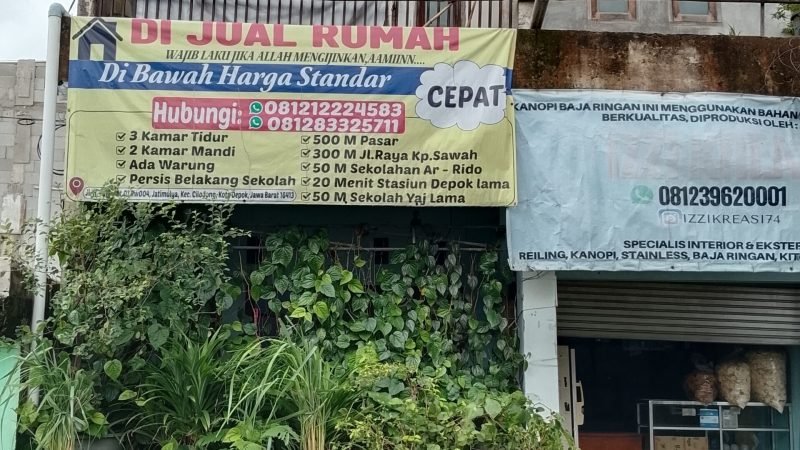 DI JUAL RUMAH
WAJIB LAKU JIKA ALLAH MENGIJINKAN,AAMIINN....
Di Bawah Harga Standar
CEPAT
Hubungi: 081212224583
081283325711
3 Kamar Tidur
2 Kamar Mandi
Ada Warung
Persis Belakang Sekolah
500 M Pasar
300 M Jl.Raya Kp.Sawah
50 M Sekolahan Ar - Rido
20 Menit Stasiun Depok lama
50 M Sekolah Yaj Lama
Jatimulya, Kec. Cilodong, Kota Depok, Jawa Barat 16413
KANOPI BAJA RINGAN INI MENGGUNAKAN BAHAN
BERKUALITAS, DIPRODUKSI OLEH:
081239620001
IZZIKREASI74
SPECIALIS INTERIOR & EKSTER
REILING, KANOPI, STAINLESS, BAJA RINGAN, KIT